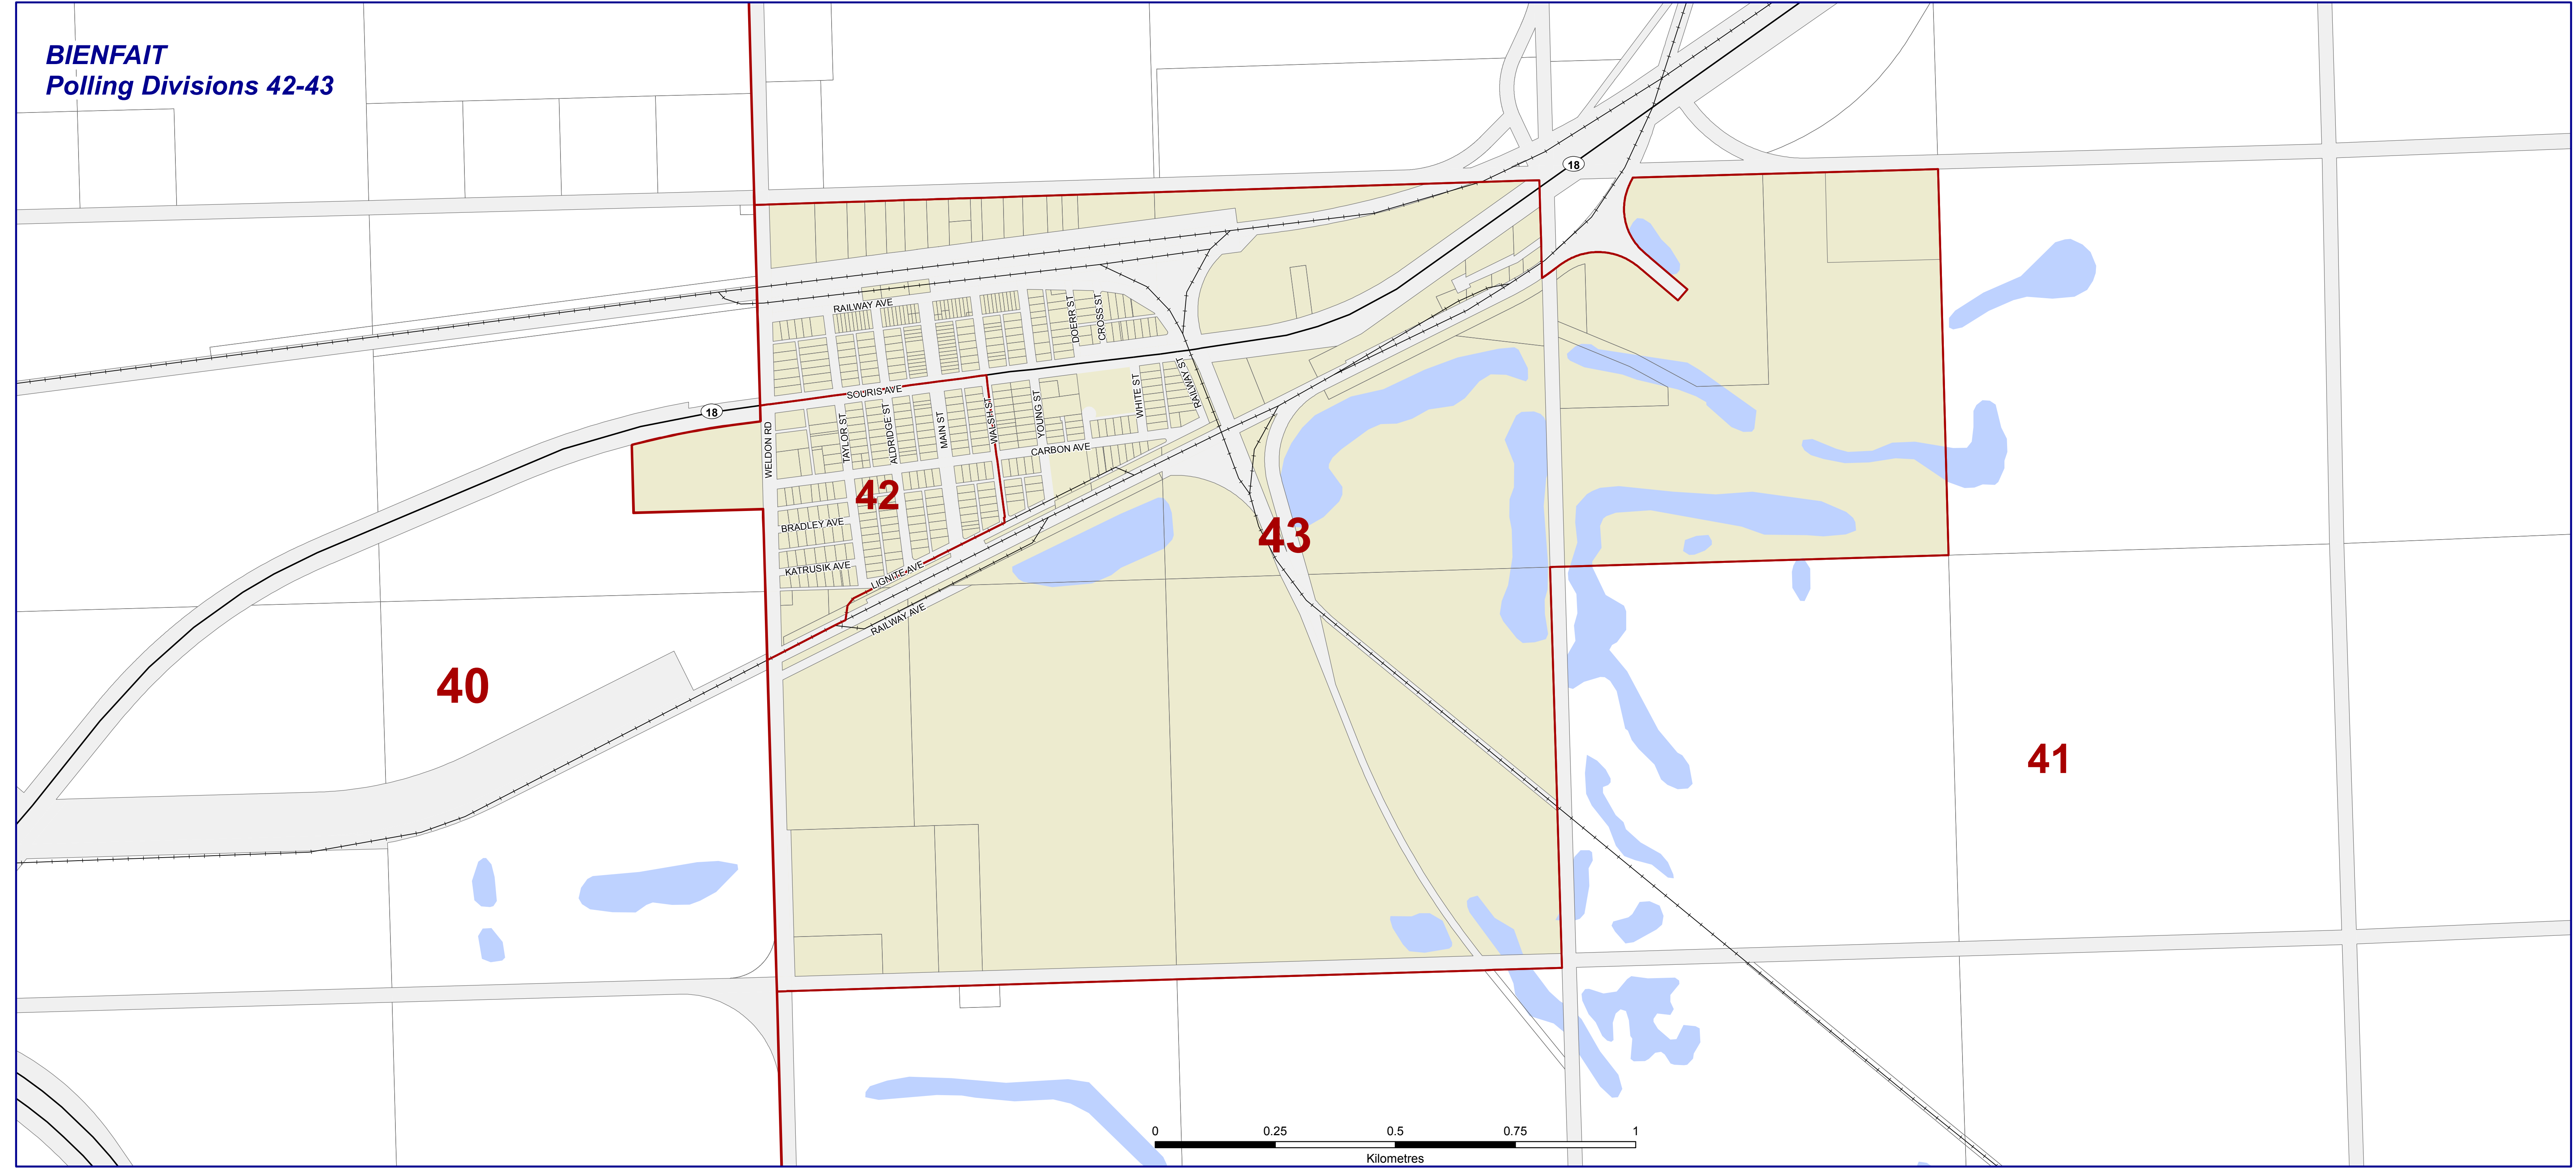 BIENFAIT
Polling Divisions 42-43
18
RAILWAY AVE
DOERR ST
CROSS ST
SOURIS AVE
18
WELDON RD
TAYLOR ST
ALDRIDGE ST
MAIN ST
WALSH ST
YOUNG ST
WHITE ST
RAILWAY ST
CARBON AVE
42
BRADLEY AVE
43
KATRUSIK AVE
LIGNITE AVE
RAILWAY AVE
40
41
0 0.25 0.5 0.75 1
Kilometres